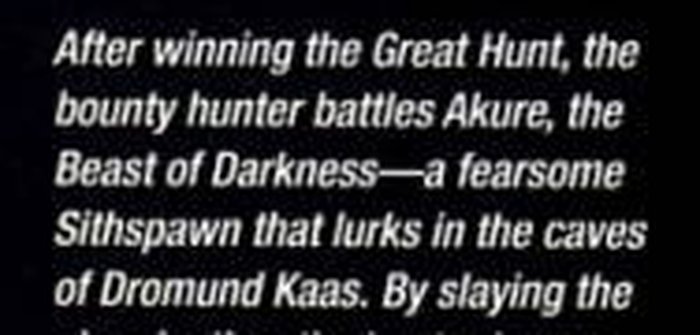 After winning the Great Hunt, the
bounty hunter battles Akure, the
Beast of Darkness—a fearsome
Sithspawn that lurks in the caves
of Dromund Kaas. By slaying the